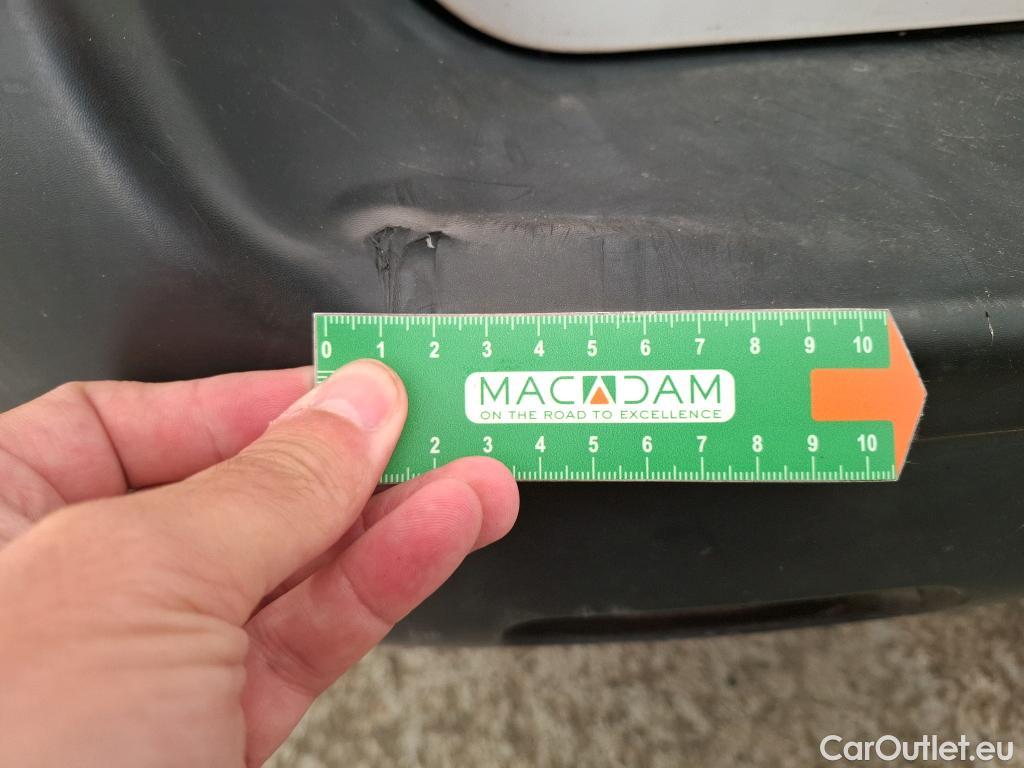 0 1 2 3 4 5 6 7 8 9 10
MACADAM
ON THE ROAD TO EXCELLENCE
2 3 4 5 6 7 8 9 10
CarOutlet.eu